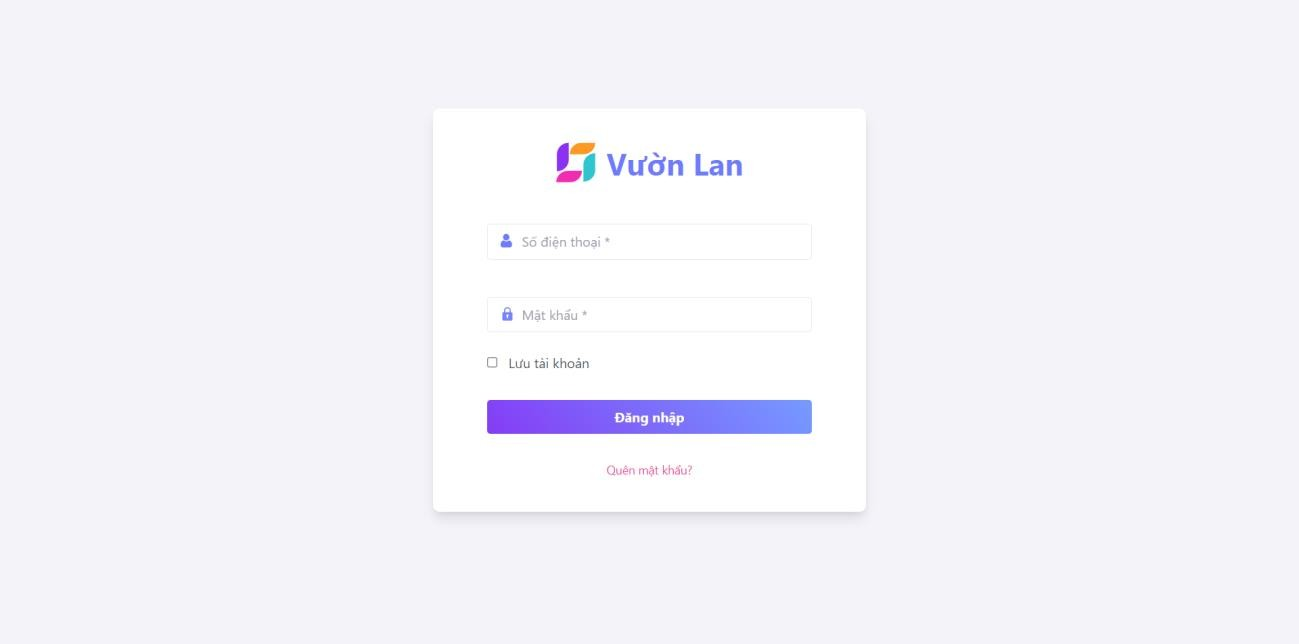 Vườn Lan
Số điện thoại *
Mật khẩu *
Lưu tài khoản
Đăng nhập
Quên mật khẩu?